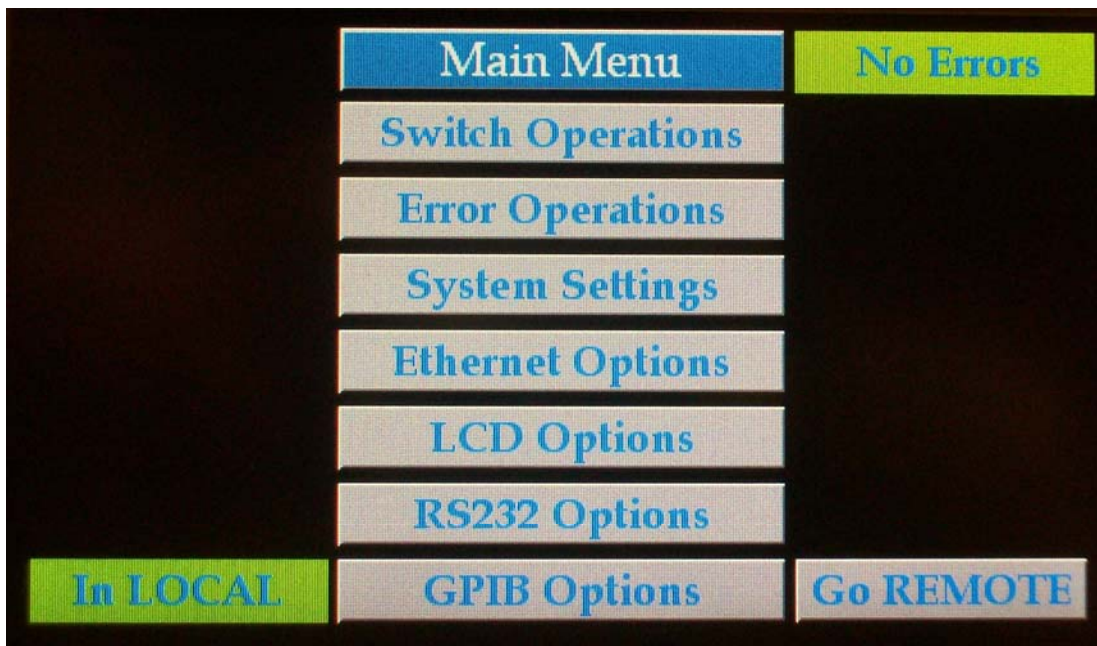 Main Menu
No Errors
Switch Operations
Error Operations
System Settings
Ethernet Options
LCD Options
RS232 Options
In LOCAL
GPIB Options
Go REMOTE